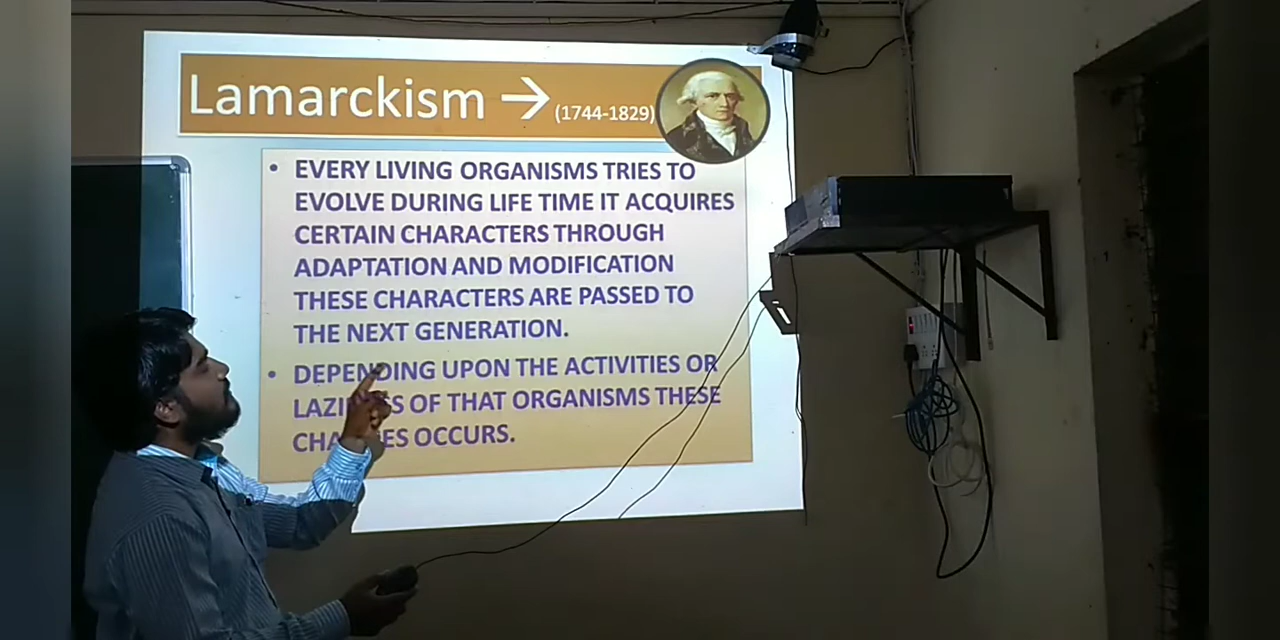 Lamarckism → (1744-1829)
• EVERY LIVING ORGANISMS TRIES TO
EVOLVE DURING LIFE TIME IT ACQUIRES
CERTAIN CHARACTERS THROUGH
ADAPTATION AND MODIFICATION
THESE CHARACTERS ARE PASSED TO
THE NEXT GENERATION.
• DEPENDING UPON THE ACTIVITIES OR
OF THAT ORGANISMS THESE
OCCURS.